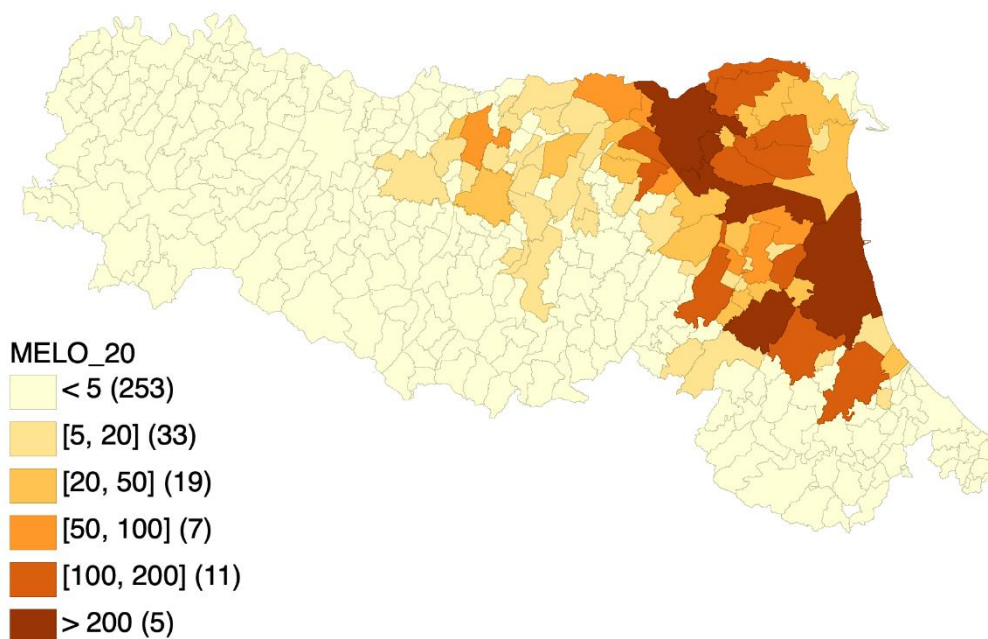 MELO_20
< 5 (253)
[5, 20] (33)
[20, 50] (19)
[50, 100] (7)
[100, 200] (11)
> 200 (5)